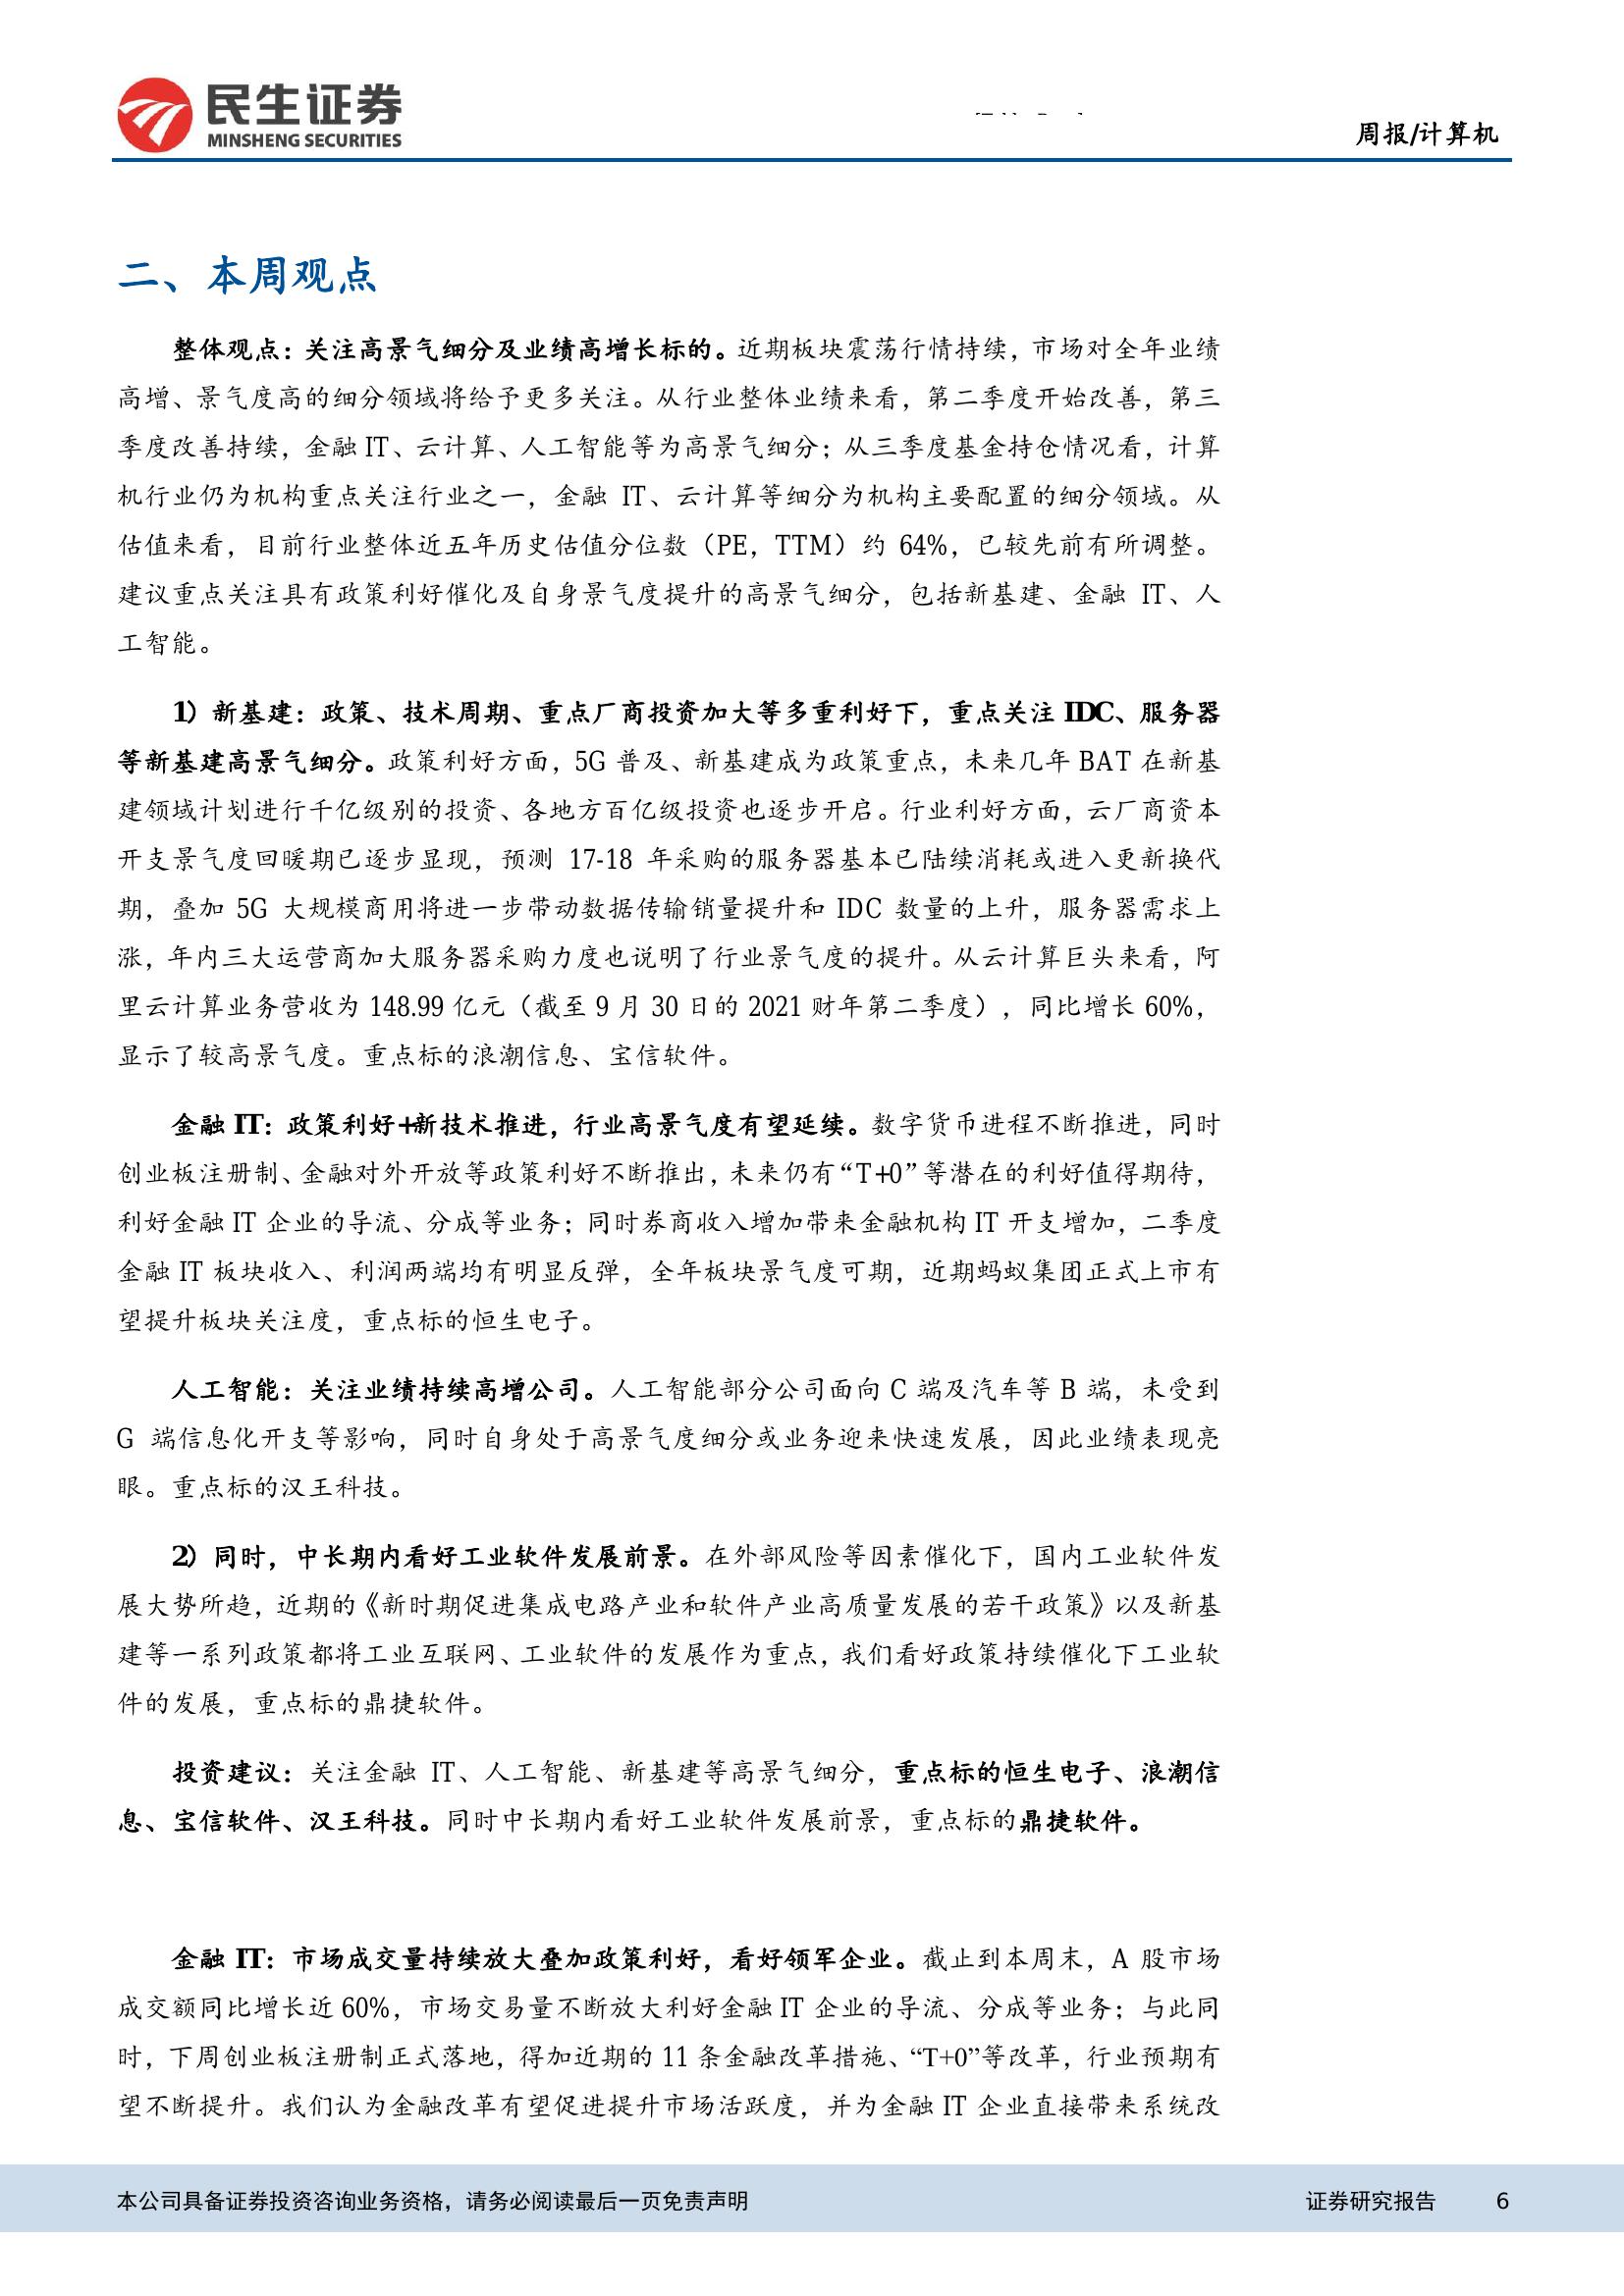 民生证券
MINSHENG SECURITIES
周报/计算机
二、本周观点
整体观点：关注高景气细分及业绩高增长标的。近期板块震荡行情持续，市场对全年业绩
高增、景气度高的细分领域将给予更多关注。从行业整体业绩来看，第二季度开始改善，第三
季度改善持续，金融 IT、云计算、人工智能等为高景气细分；从三季度基金持仓情况看，计算
机行业仍为机构重点关注行业之一，金融 IT、云计算等细分为机构主要配置的细分领域。从
估值来看，目前行业整体近五年历史估值分位数（PE，TTM）约 64%，已较先前有所调整。
建议重点关注具有政策利好催化及自身景气度提升的高景气细分，包括新基建、金融 IT、人
工智能。
1）新基建：政策、技术周期、重点厂商投资加大等多重利好下，重点关注 IDC、服务器
等新基建高景气细分。政策利好方面，5G 普及、新基建成为政策重点，未来几年 BAT 在新基
建领域计划进行千亿级别的投资、各地方百亿级投资也逐步开启。行业利好方面，云厂商资本
开支景气度回暖期已逐步显现，预测 17-18 年采购的服务器基本已陆续消耗或进入更新换代
期，叠加 5G 大规模商用将进一步带动数据传输销量提升和 IDC 数量的上升，服务器需求上
涨，年内三大运营商加大服务器采购力度也说明了行业景气度的提升。从云计算巨头来看，阿
里云计算业务营收为 148.99 亿元（截至 9 月 30 日的 2021 财年第二季度），同比增长 60%，
显示了较高景气度。重点标的浪潮信息、宝信软件。
金融 IT：政策利好+新技术推进，行业高景气度有望延续。数字货币进程不断推进，同时
创业板注册制、金融对外开放等政策利好不断推出，未来仍有“T+0”等潜在的利好值得期待，
利好金融 IT 企业的导流、分成等业务；同时券商收入增加带来金融机构 IT 开支增加，二季度
金融 IT 板块收入、利润两端均有明显反弹，全年板块景气度可期，近期蚂蚁集团正式上市有
望提升板块关注度，重点标的恒生电子。
人工智能：关注业绩持续高增公司。人工智能部分公司面向 C 端及汽车等 B 端，未受到
G 端信息化开支等影响，同时自身处于高景气度细分或业务迎来快速发展，因此业绩表现亮
眼。重点标的汉王科技。
2）同时，中长期内看好工业软件发展前景。在外部风险等因素催化下，国内工业软件发
展大势所趋，近期的《新时期促进集成电路产业和软件产业高质量发展的若干政策》以及新基
建等一系列政策都将工业互联网、工业软件的发展作为重点，我们看好政策持续催化下工业软
件的发展，重点标的鼎捷软件。
投资建议：关注金融 IT、人工智能、新基建等高景气细分，重点标的恒生电子、浪潮信
息、宝信软件、汉王科技。同时中长期内看好工业软件发展前景，重点标的鼎捷软件。
金融 IT：市场成交量持续放大叠加政策利好，看好领军企业。截止到本周末，A 股市场
成交额同比增长近 60%，市场交易量不断放大利好金融 IT 企业的导流、分成等业务；与此同
时，下周创业板注册制正式落地，得加近期的 11 条金融改革措施、“T+0”等改革，行业预期有
望不断提升。我们认为金融改革有望促进提升市场活跃度，并为金融 IT 企业直接带来系统改
本公司具备证券投资咨询业务资格，请务必阅读最后一页免责声明
证券研究报告 6